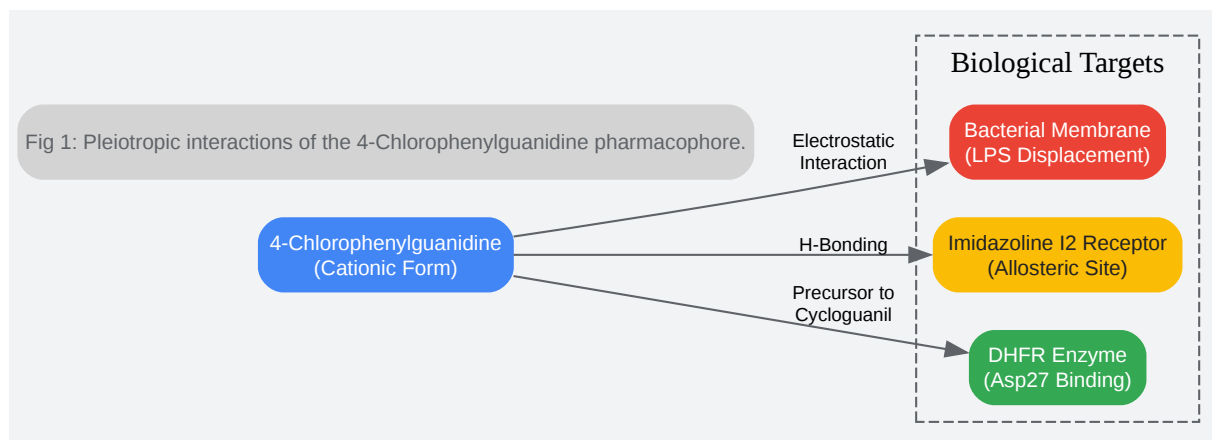 Biological Targets
Fig 1: Pleiotropic interactions of the 4-Chlorophenylguanidine pharmacophore.
Electrostatic
Interaction
Bacterial Membrane
(LPS Displacement)
4-Chlorophenylguanidine
(Cationic Form)
H-Bonding
Imidazoline I2 Receptor
(Allosteric Site)
Precursor to
Cycloguanil
DHFR Enzyme
(Asp27 Binding)